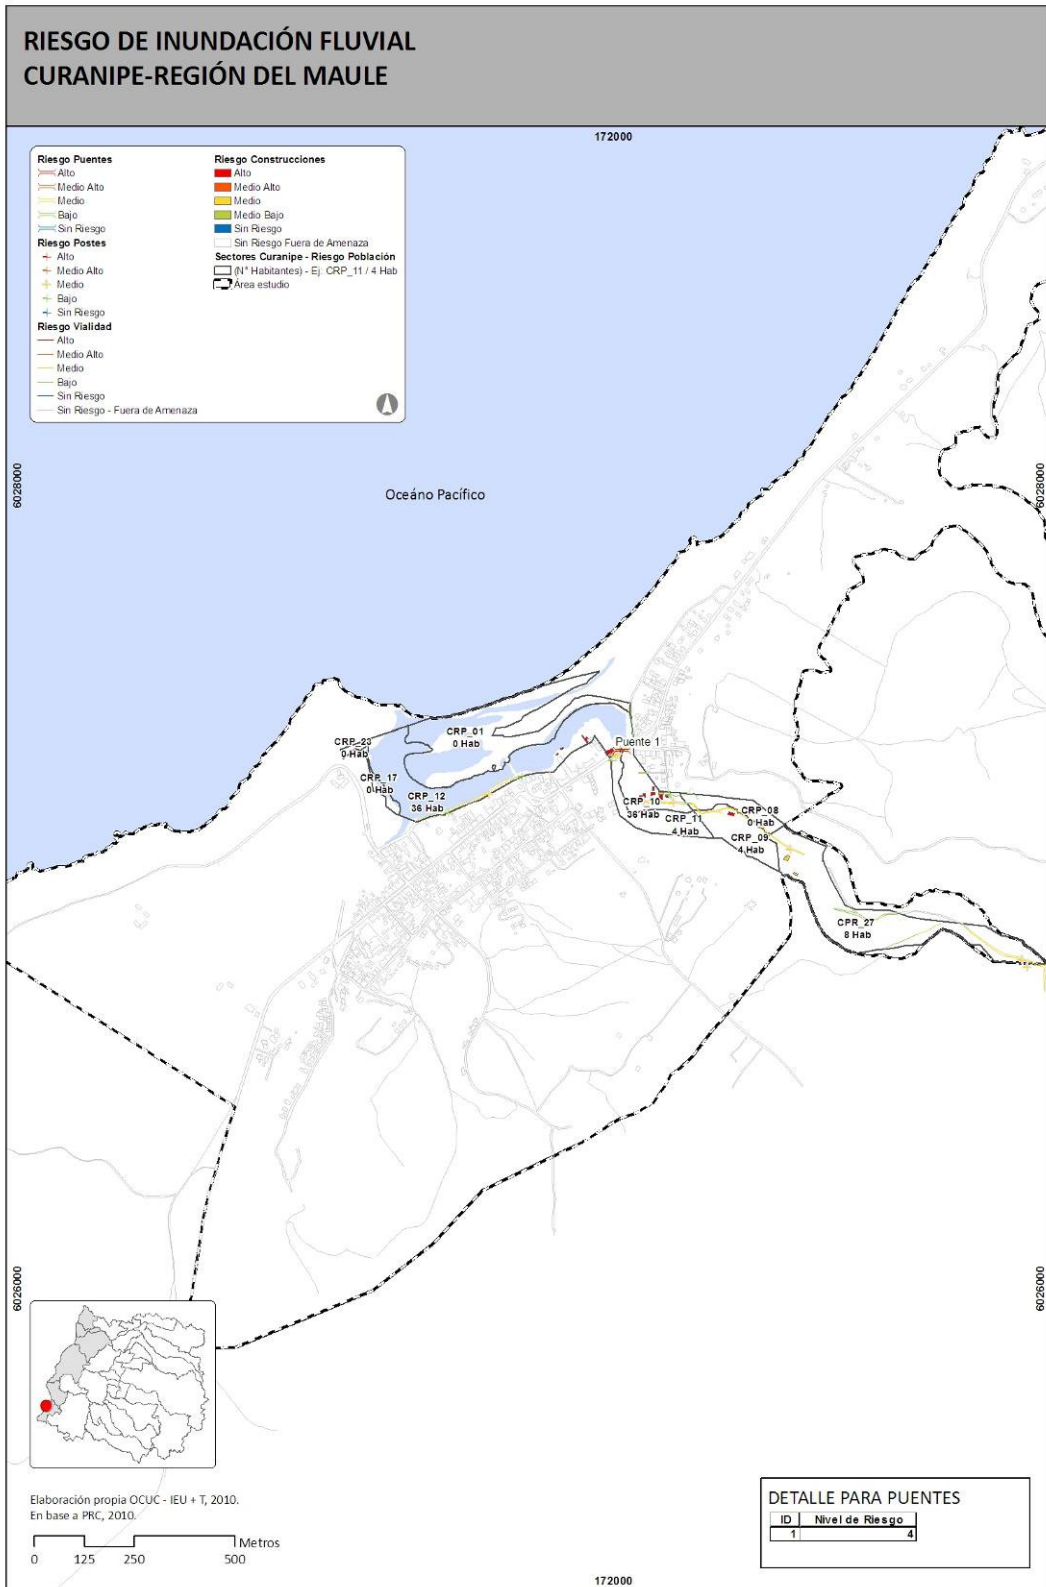 RIESGO DE INUNDACIÓN FLUVIAL
CURANIPE-REGIÓN DEL MAULE
172000
Riesgo Puentes
Alto
Medio Alto
Medio
Bajo
Sin Riesgo
Riesgo Postes
Alto
Medio Alto
Medio
Bajo
Sin Riesgo
Riesgo Vialidad
Alto
Medio Alto
Medio
Bajo
Sin Riesgo
Sin Riesgo - Fuera de Amenaza
Riesgo Construcciones
Alto
Medio Alto
Medio
Medio Bajo
Sin Riesgo
Sin Riesgo Fuera de Amenaza
Sectores Curanipe - Riesgo Población
(N° Habitantes) - Ej: CRP_11 / 4 Hab
Área estudio
6028000
6028000
Oceáno Pacífico
CRP_23
0 Hab
CRP_01
0 Hab
CRP_17
0 Hab
CRP_12
36 Hab
Puente 1
CRP_10
36 Hab
CRP_11
4 Hab
CRP_08
0 Hab
CRP_09
4 Hab
CPR_27
8 Hab
6026000
6026000
Elaboración propia OCUC - IEU + T, 2010.
En base a PRC, 2010.
Metros
0 125 250 500
DETALLE PARA PUENTES
ID Nivel de Riesgo
1 4
172000